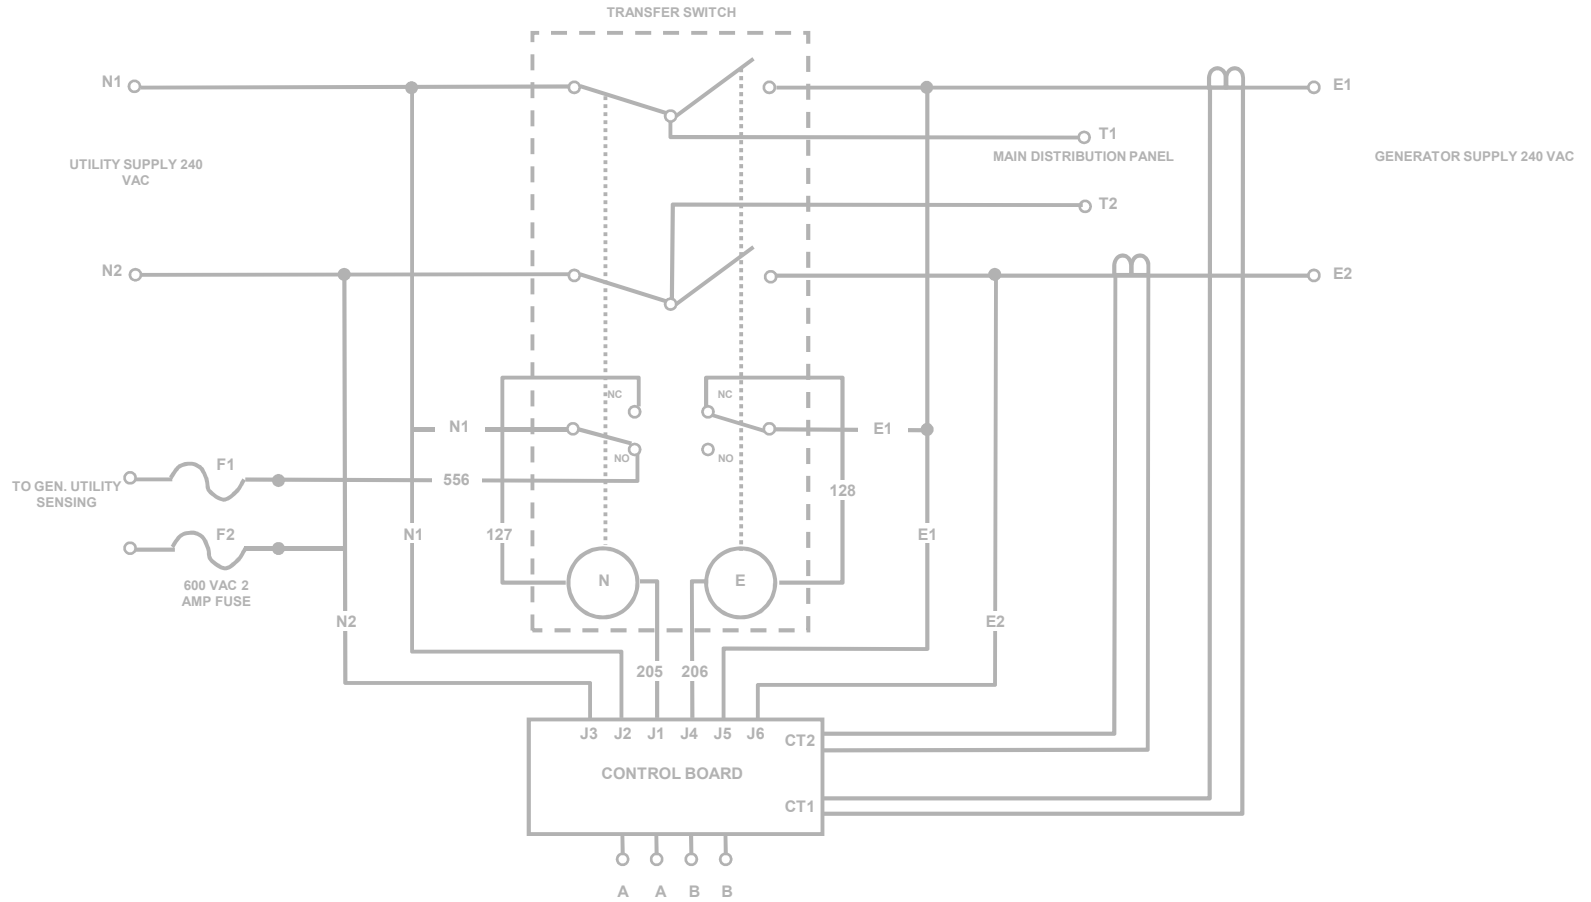 TRANSFER SWITCH
N1
E1
T1
MAIN DISTRIBUTION PANEL
UTILITY SUPPLY 240
VAC
GENERATOR SUPPLY 240 VAC
T2
N2
E2
NC
NC
N1
E1
NO
NO
F1
TO GEN. UTILITY
SENSING
556
128
F2
N1
127
E1
600 VAC 2
AMP FUSE
N
E
N2
E2
205
206
J3
J2
J1
J4
J5
J6
CT2
CONTROL BOARD
CT1
A
A
B
B